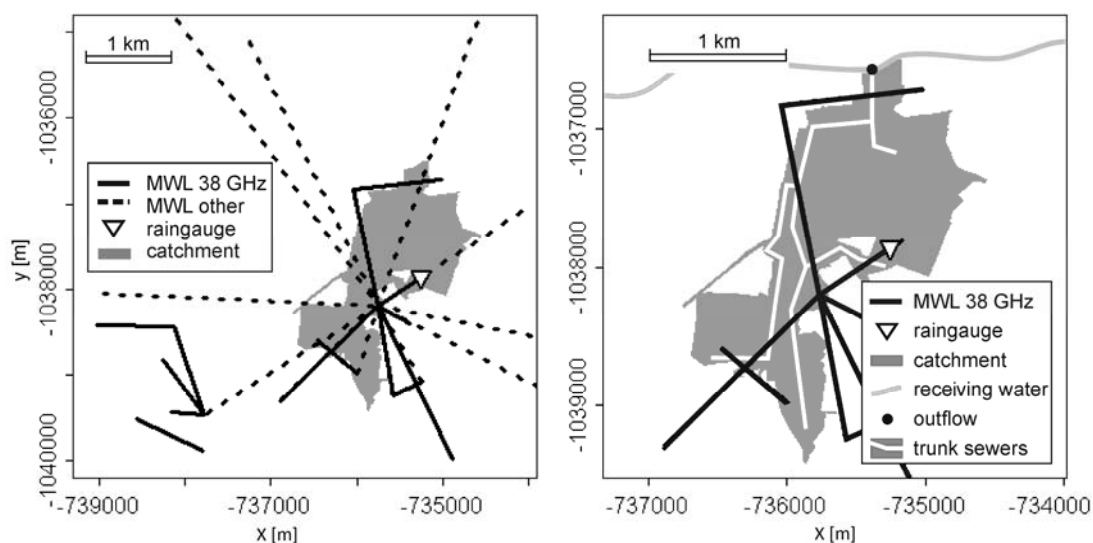 1 km
-1036000
-1038000
-1040000
y [m]
MWL 38 GHz
MWL other
raingauge
catchment
-739000
-737000
-735000
X [m]
1 km
-1037000
-1038000
-1039000
MWL 38 GHz
raingauge
catchment
receiving water
outflow
trunk sewers
-737000
-736000
-735000
-734000
X [m]